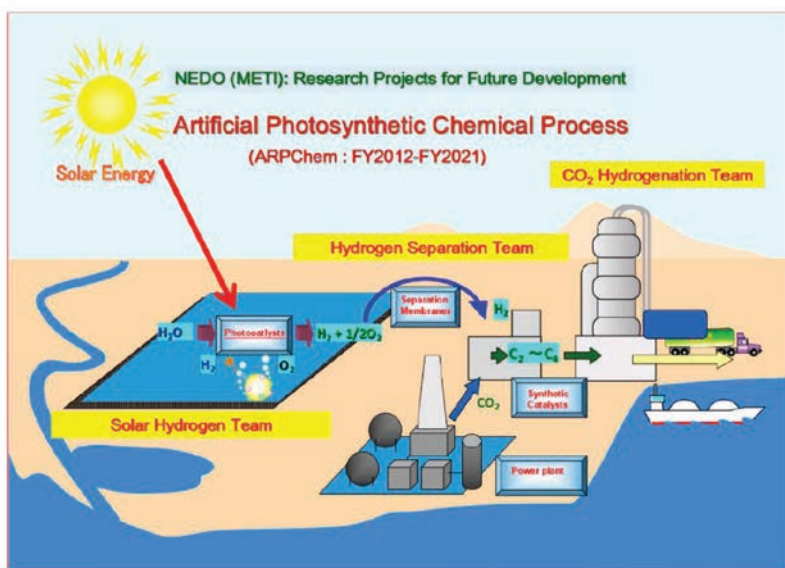 NEDO (METI): Research Projects for Future Development
Artificial Photosynthetic Chemical Process
(ARPChem : FY2012-FY2021)
Solar Energy
CO₂ Hydrogenation Team
Hydrogen Separation Team
Separation
Membranes
H₂
H₂O
Photocatlysts
H₂ + 1/2O₂
H₂
O₂
C₂ ~ C₄
Synthetic
Catalysts
CO₂
Solar Hydrogen Team
Power plant